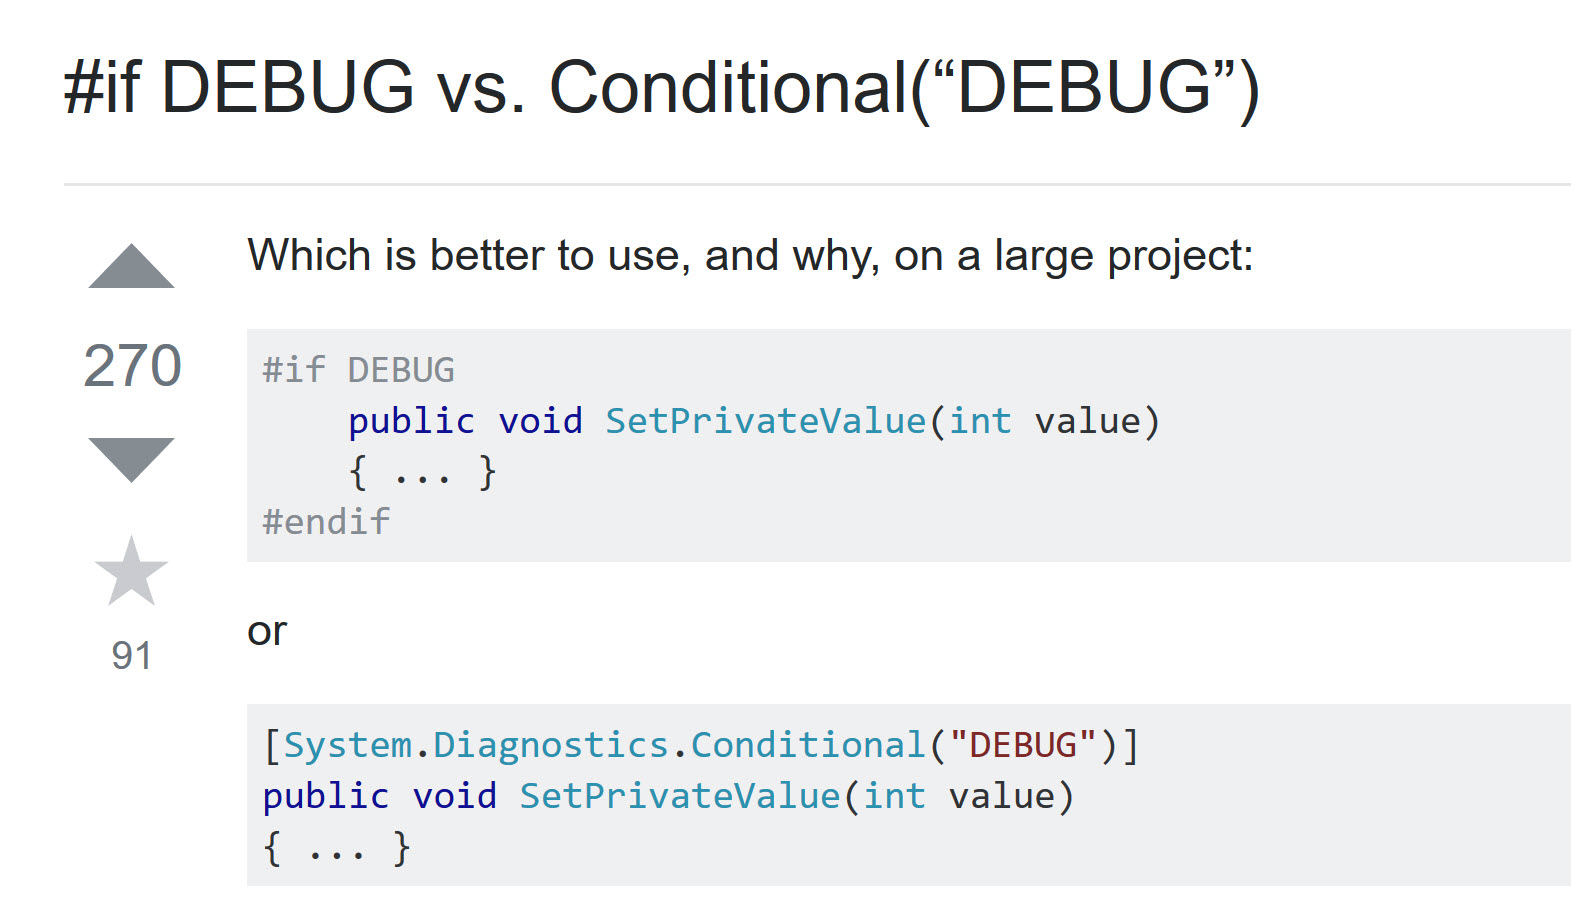 #if DEBUG vs. Conditional(“DEBUG”)
Which is better to use, and why, on a large project:
270
#if DEBUG
    public void SetPrivateValue(int value)
    { ... }
#endif
91
or
[System.Diagnostics.Conditional("DEBUG")]
public void SetPrivateValue(int value)
{ ... }